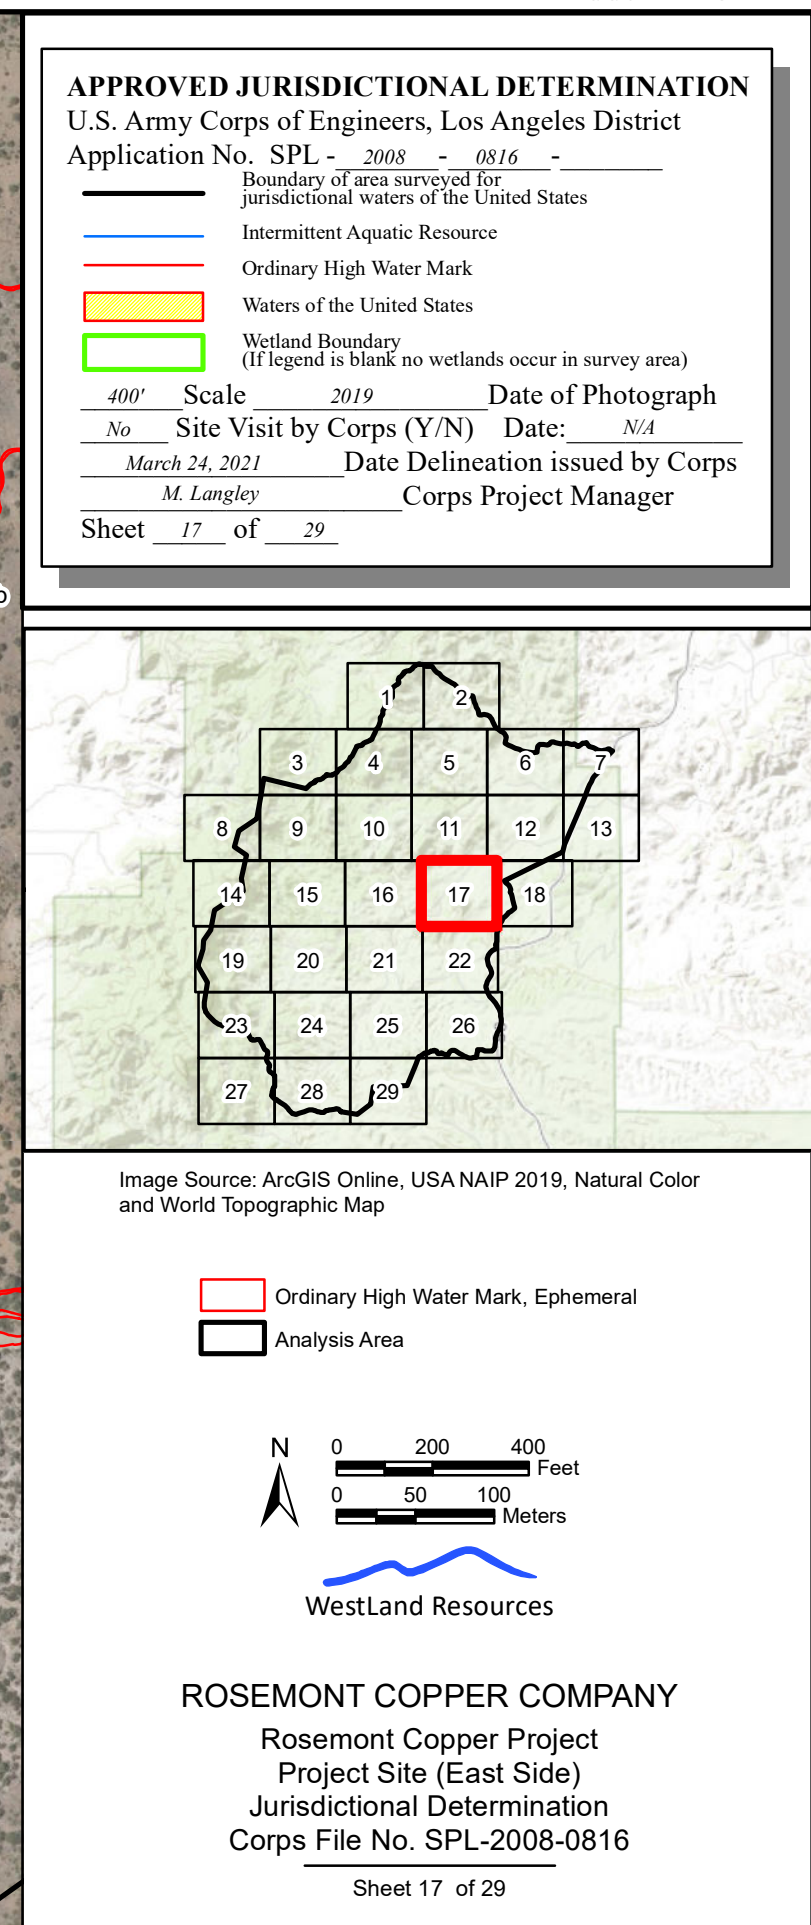 APPROVED JURISDICTIONAL DETERMINATION
U.S. Army Corps of Engineers, Los Angeles District
Application No. SPL - 2008 - 0816 -
Boundary of area surveyed for
jurisdictional waters of the United States
Intermittent Aquatic Resource
Ordinary High Water Mark
Waters of the United States
Wetland Boundary
(If legend is blank no wetlands occur in survey area)
400' Scale 2019 Date of Photograph
No Site Visit by Corps (Y/N) Date: N/A
March 24, 2021 Date Delineation issued by Corps
M. Langley Corps Project Manager
Sheet 17 of 29
1 2
3 4 5 6 7
8 9 10 11 12 13
14 15 16 17 18
19 20 21 22
23 24 25 26
27 28 29
Image Source: ArcGIS Online, USA NAIP 2019, Natural Color
and World Topographic Map
Ordinary High Water Mark, Ephemeral
Analysis Area
N
0 200 400
Feet
0 50 100
Meters
WestLand Resources
ROSEMONT COPPER COMPANY
Rosemont Copper Project
Project Site (East Side)
Jurisdictional Determination
Corps File No. SPL-2008-0816
Sheet 17 of 29